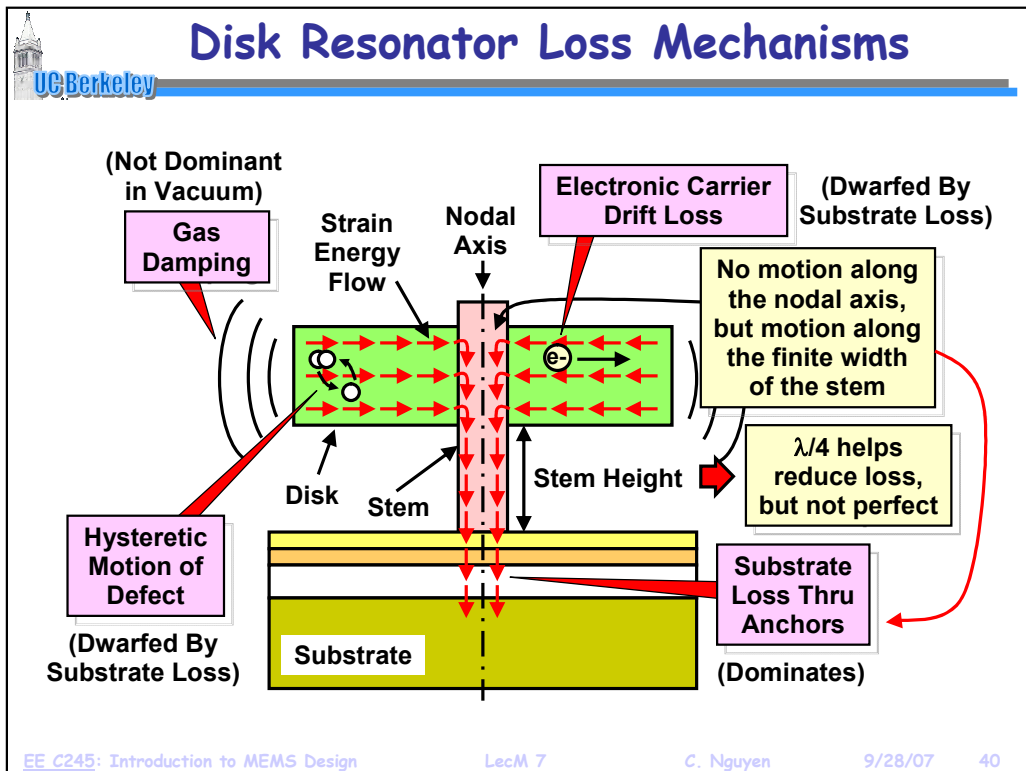 Disk Resonator Loss Mechanisms
UC Berkeley
(Not Dominant
in Vacuum)
Gas
Damping
Strain
Energy
Flow
Nodal
Axis
Electronic Carrier
Drift Loss
(Dwarfed By
Substrate Loss)
No motion along
the nodal axis,
but motion along
the finite width
of the stem
e-
λ/4 helps
reduce loss,
but not perfect
Stem Height
Disk
Stem
Hysteretic
Motion of
Defect
(Dwarfed By
Substrate Loss)
Substrate
Loss Thru
Anchors
(Dominates)
Substrate
EE C245: Introduction to MEMS Design LecM 7 C. Nguyen 9/28/07 40